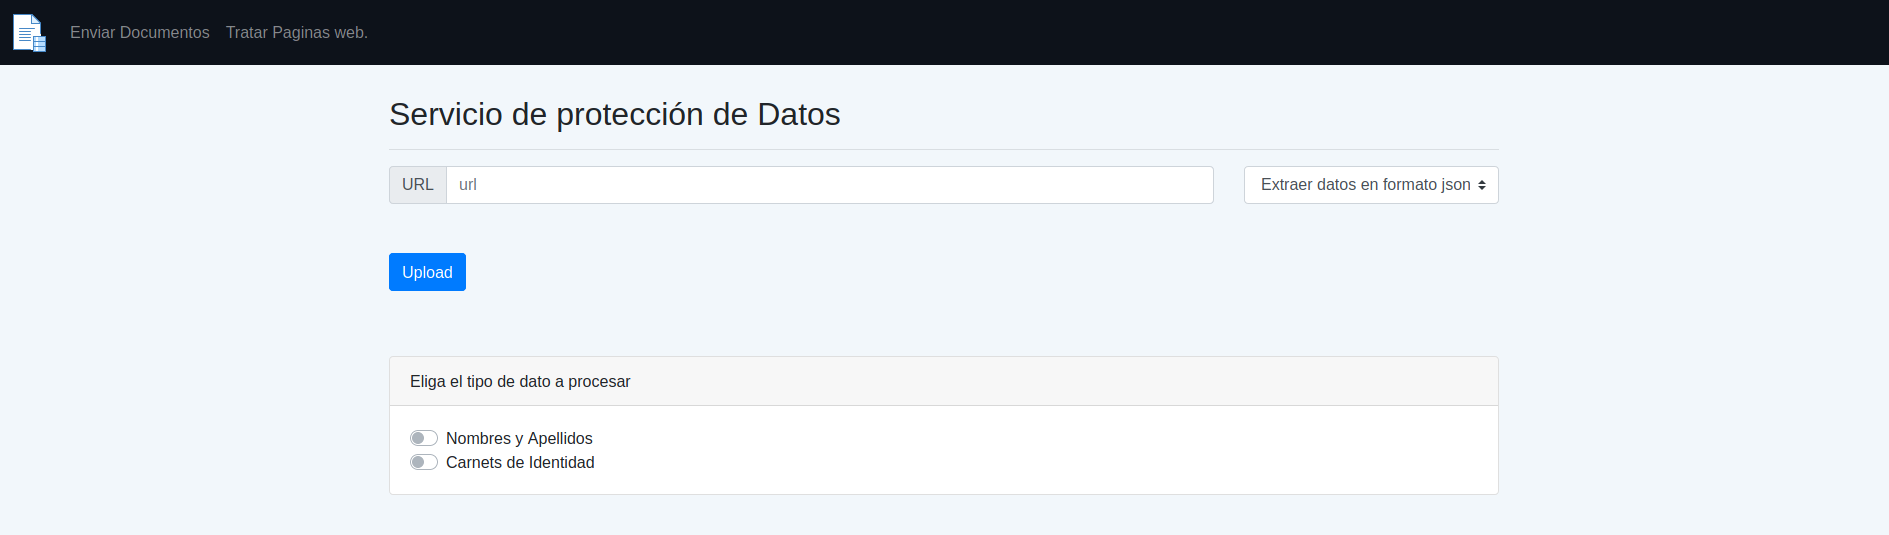 Enviar Documentos Tratar Paginas web.
Servicio de protección de Datos
URL url Extraer datos en formato json
Upload
Eliga el tipo de dato a procesar
Nombres y Apellidos
Carnets de Identidad